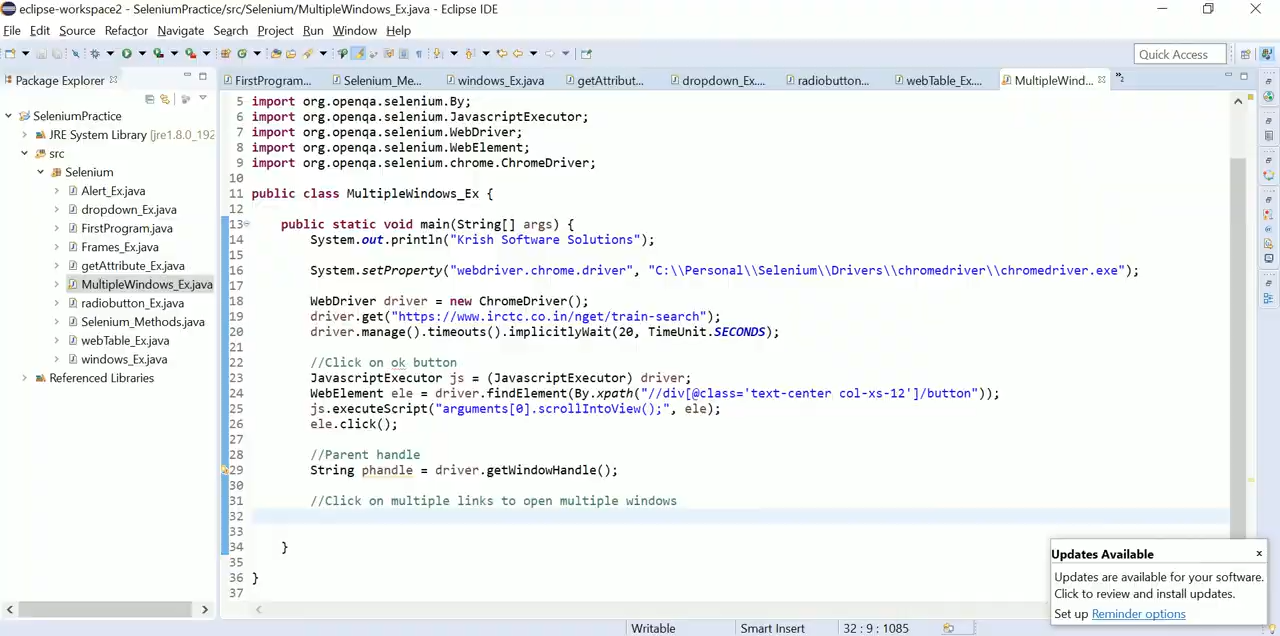 eclipse-workspace2 - SeleniumPractice/src/Selenium/MultipleWindows_Ex.java - Eclipse IDE
File Edit Source Refactor Navigate Search Project Run Window Help
Quick Access
Package Explorer
FirstProgram... Selenium_Me... windows_Ex.java getAttribut... dropdown_Ex.... radiobutton... webTable_Ex.... MultipleWind...
SeleniumPractice
JRE System Library [jre1.8.0_192
src
Selenium
Alert_Ex.java
dropdown_Ex.java
FirstProgram.java
Frames_Ex.java
getAttribute_Ex.java
MultipleWindows_Ex.java
radiobutton_Ex.java
Selenium_Methods.java
webTable_Ex.java
windows_Ex.java
Referenced Libraries
5 import org.openqa.selenium.By;
6 import org.openqa.selenium.JavascriptExecutor;
7 import org.openqa.selenium.WebDriver;
8 import org.openqa.selenium.WebElement;
9 import org.openqa.selenium.chrome.ChromeDriver;
10
11 public class MultipleWindows_Ex {
12
13 public static void main(String[] args) {
14 System.out.println("Krish Software Solutions");
15
16 System.setProperty("webdriver.chrome.driver", "C:\\Personal\\Selenium\\Drivers\\chromedriver\\chromedriver.exe");
17
18 WebDriver driver = new ChromeDriver();
19 driver.get("https://www.irctc.co.in/nget/train-search");
20 driver.manage().timeouts().implicitlyWait(20, TimeUnit.SECONDS);
21
22 //Click on ok button
23 JavascriptExecutor js = (JavascriptExecutor) driver;
24 WebElement ele = driver.findElement(By.xpath("//div[@class='text-center col-xs-12']/button"));
25 js.executeScript("arguments[0].scrollIntoView();", ele);
26 ele.click();
27
28 //Parent handle
29 String phandle = driver.getWindowHandle();
30
31 //Click on multiple links to open multiple windows
32
33
34 }
35
36 }
37
Updates Available
Updates are available for your software.
Click to review and install updates.
Set up Reminder options
Writable Smart Insert 32 : 9 : 1085